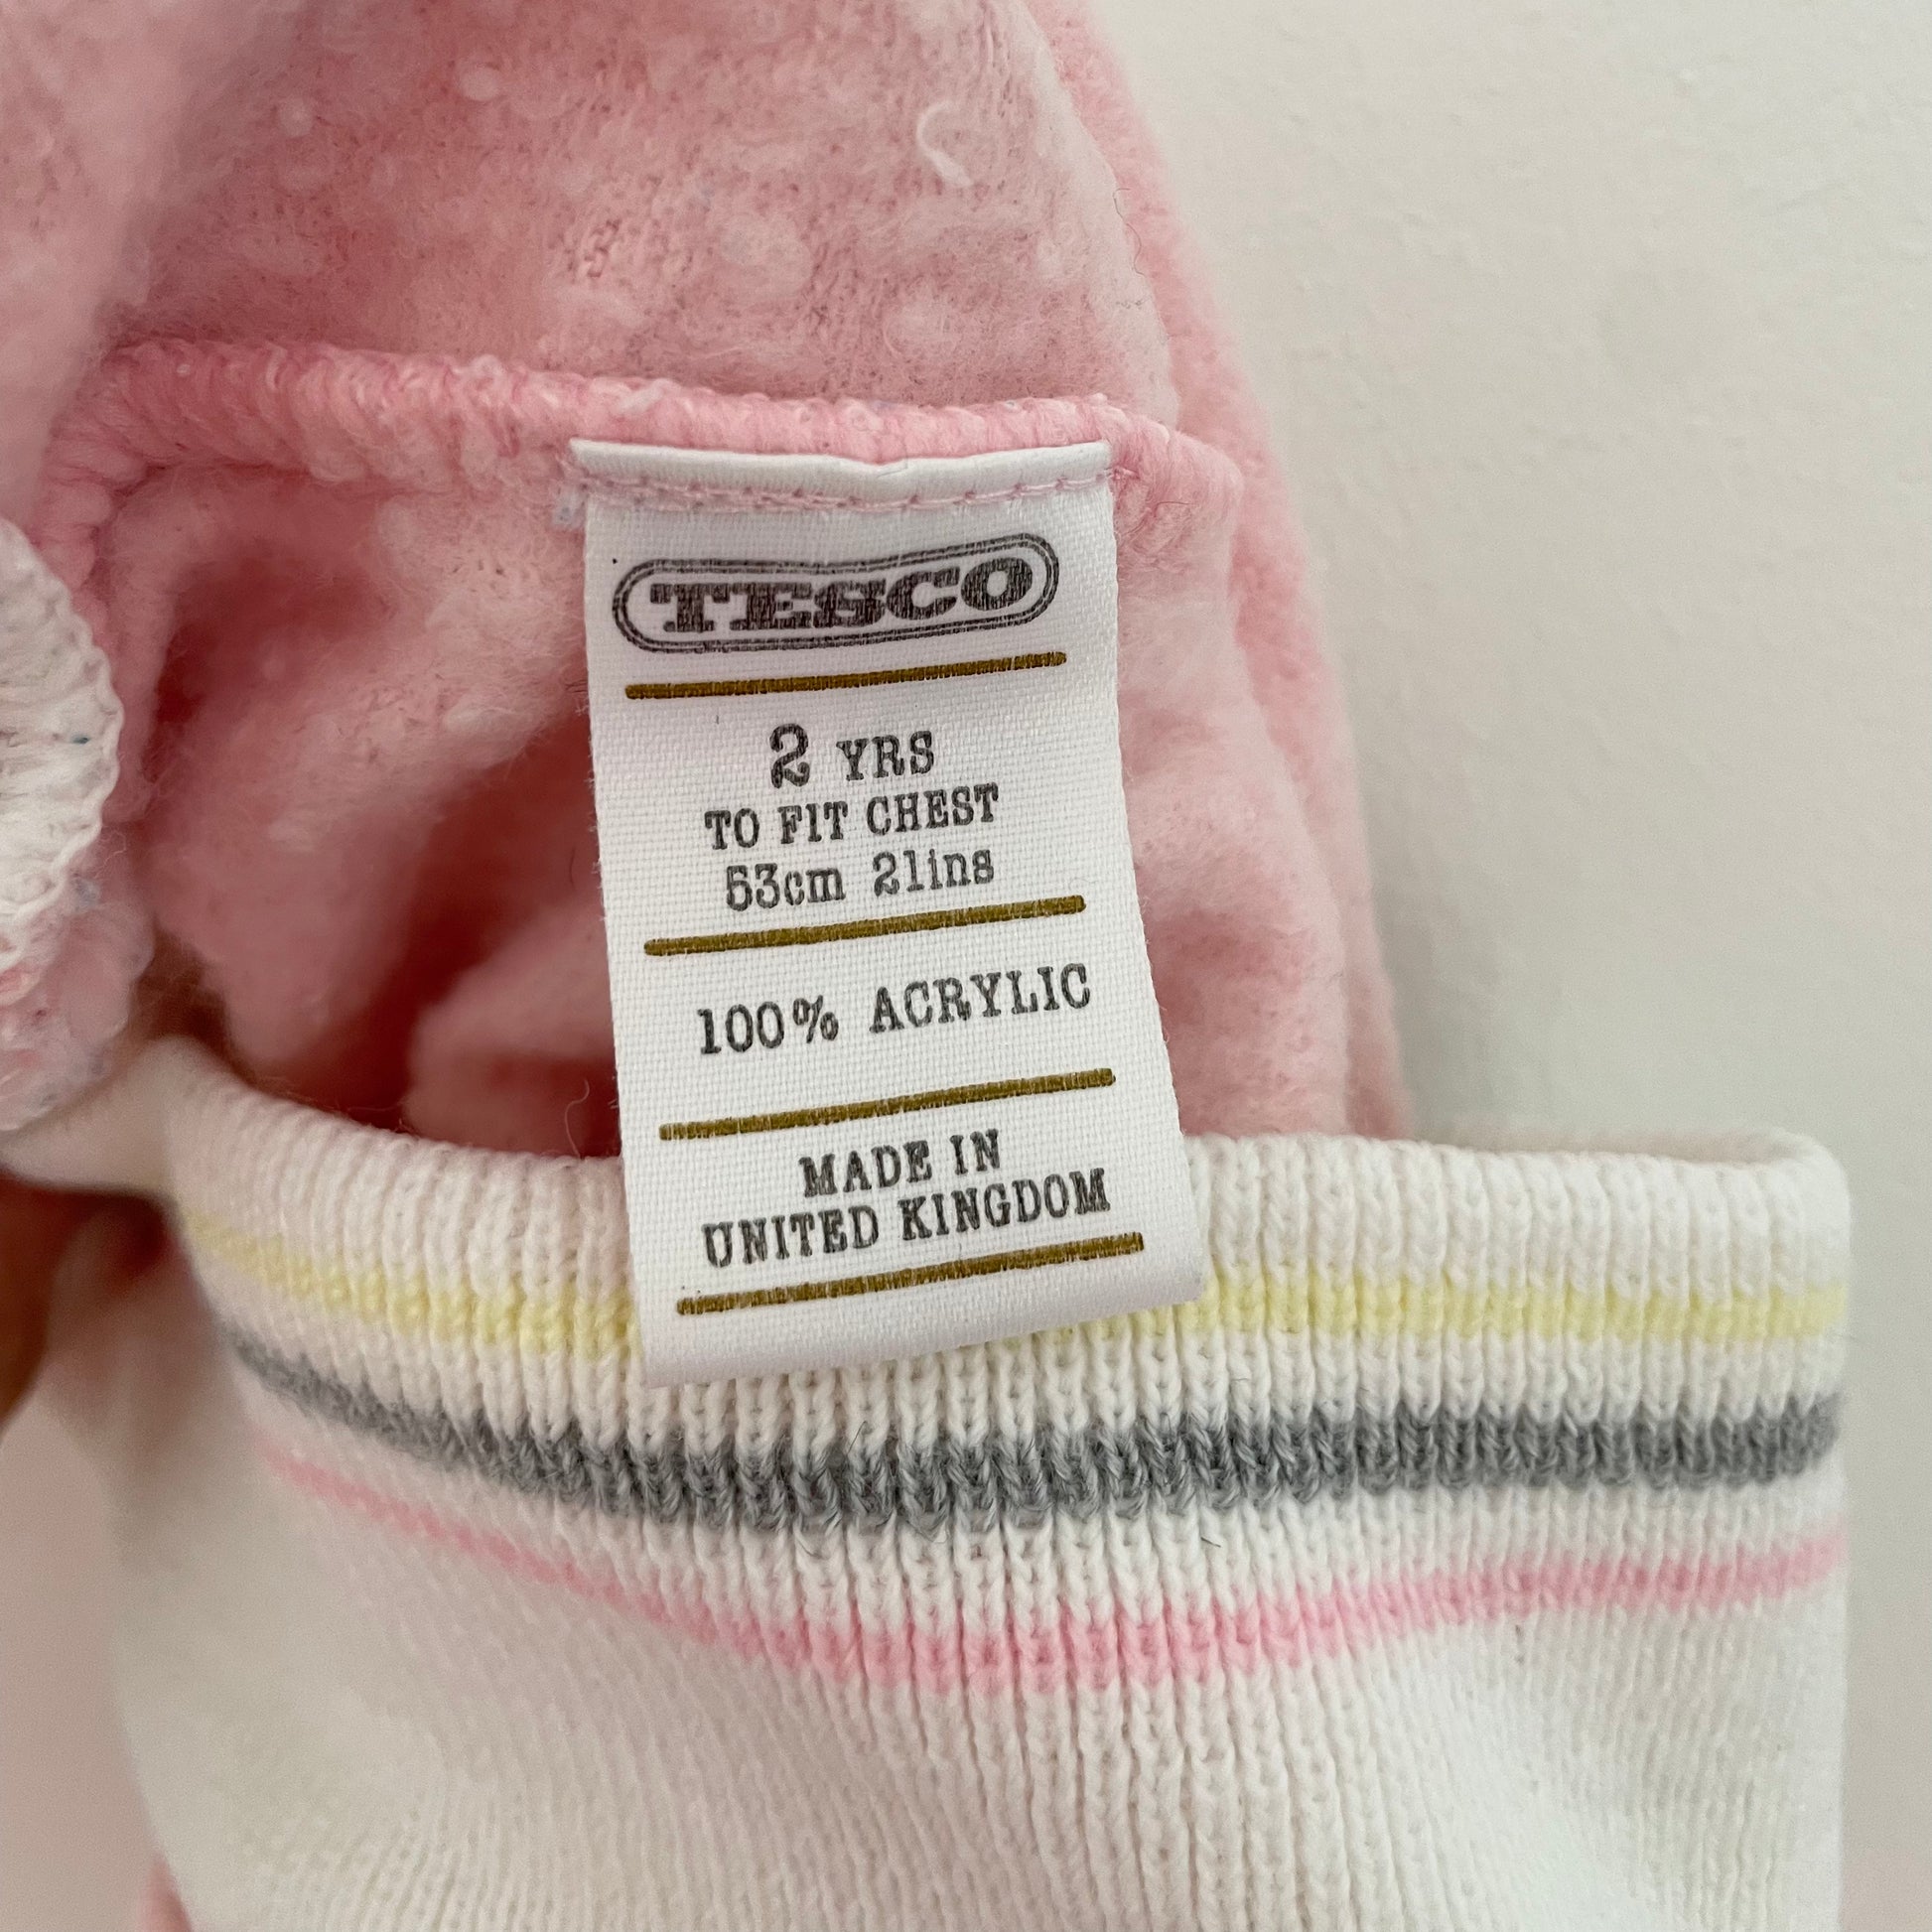 TESCO
2 YRS
TO FIT CHEST
53cm 21ins
100% ACRYLIC
MADE IN
UNITED KINGDOM